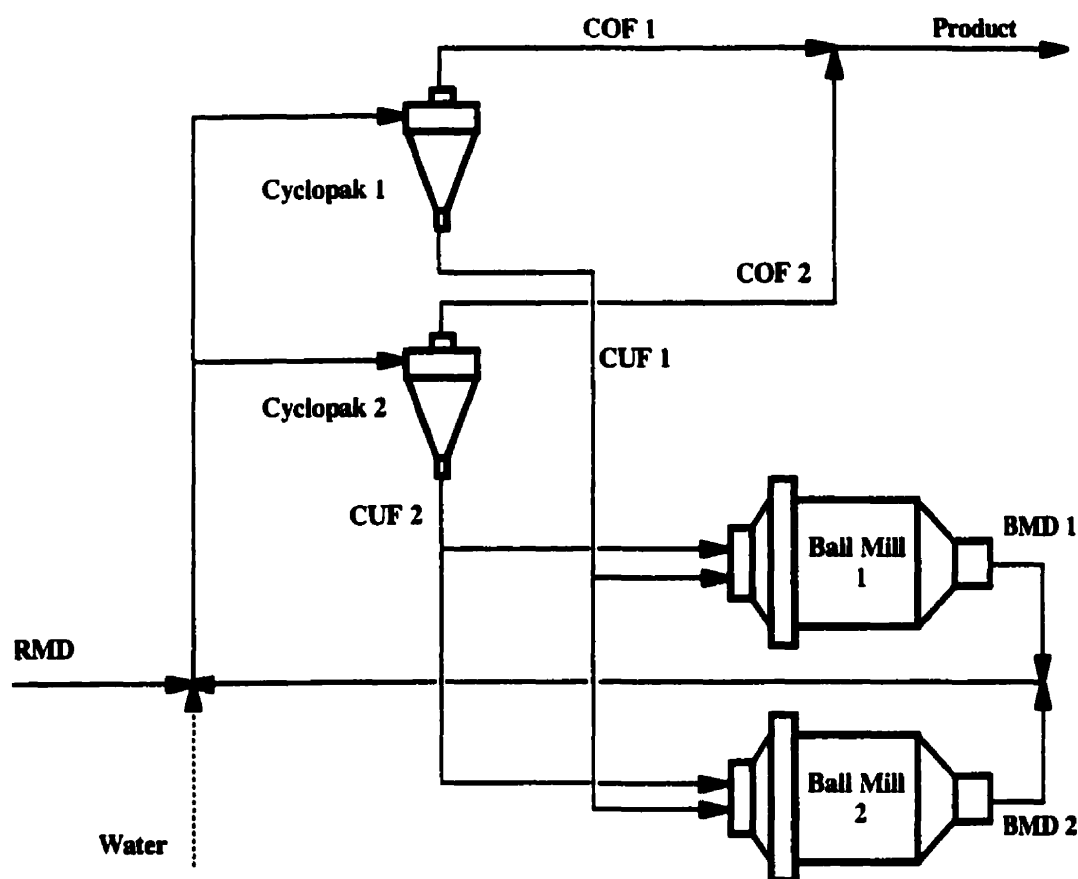 COF 1
Product
Cyclopak 1
COF 2
CUF 1
Cyclopak 2
CUF 2
BMD 1
Ball Mill
1
RMD
Ball Mill
2
BMD 2
Water